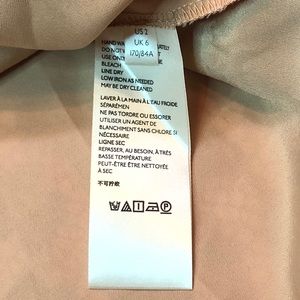 US 2
UK 6
170/84A
HAND WA
DO NOT
USE ONLY
BLEACH
LINE DRY
LOW IRON AS NEEDED
MAY BE DRY CLEANED
LAVER À LA MAIN À L'EAU FROIDE
SÉPARÉMEN
NE PAS TORDRE OU ESSORER
UTILISER UN AGENT DE
BLANCHIMENT SANS CHLORE SI
NÉCESSAIRE
LIGNE SEC
REPASSER, AU BESOIN, À TRÈS
BASSE TEMPÉRATURE
PEUT-ÊTRE ÊTRE NETTOYÉE
À SEC
不可拧绞